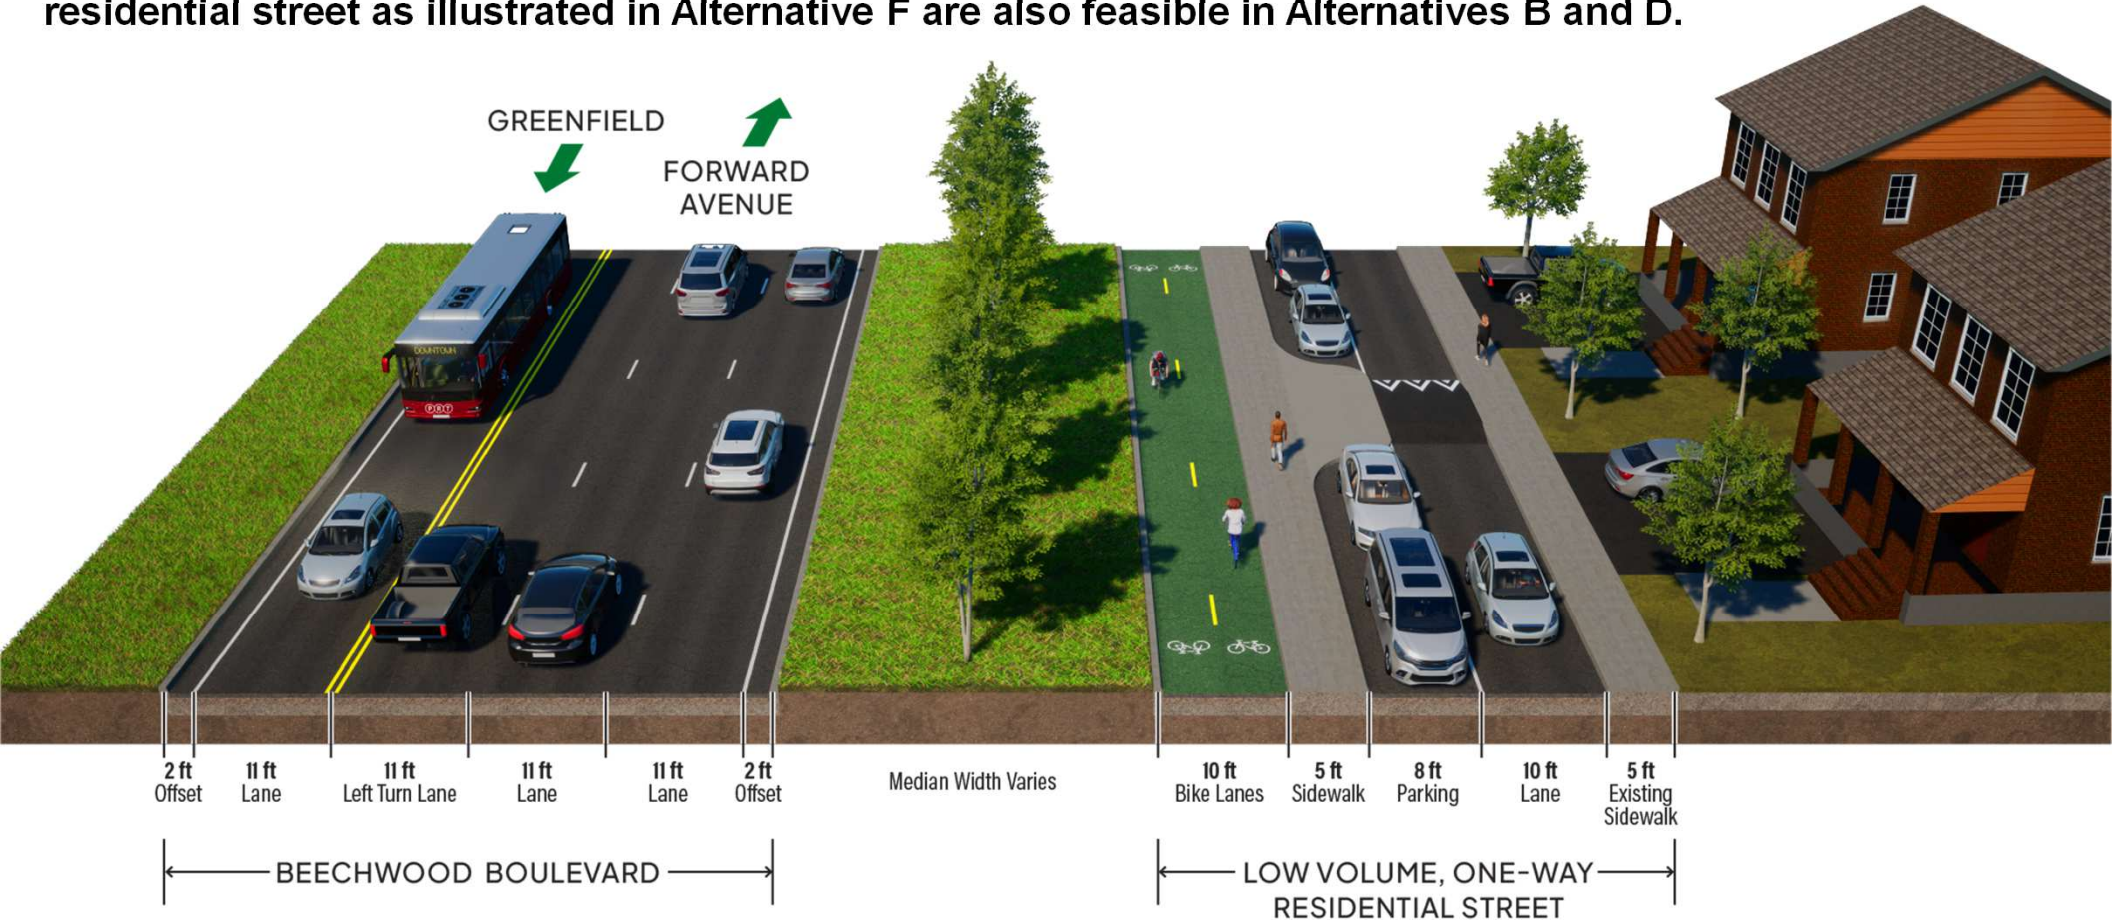 residential street as illustrated in Alternative F are also feasible in Alternatives B and D.
GREENFIELD
FORWARD
AVENUE
DOWNTOWN
PRT
2 ft
Offset
11 ft
Lane
11 ft
Left Turn Lane
11 ft
Lane
11 ft
Lane
2 ft
Offset
Median Width Varies
10 ft
Bike Lanes
5 ft
Sidewalk
8 ft
Parking
10 ft
Lane
5 ft
Existing
Sidewalk
BEECHWOOD BOULEVARD
LOW VOLUME, ONE-WAY
RESIDENTIAL STREET